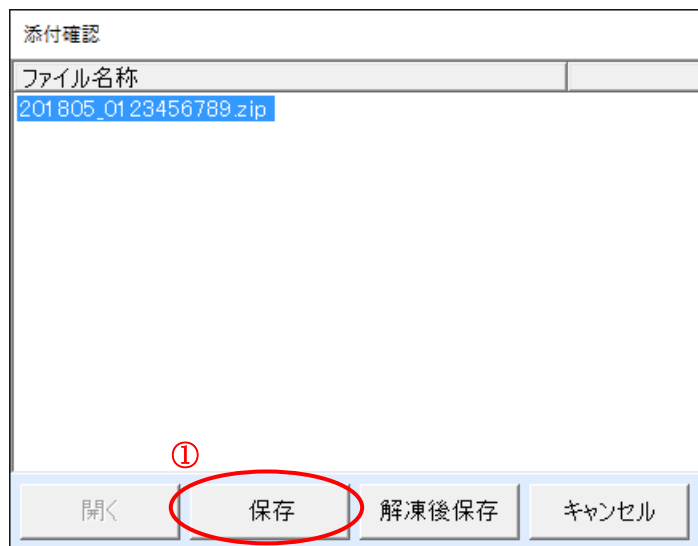 添付確認
ファイル名称
201805_0123456789.zip
①
開く 保存 解凍後保存 キャンセル